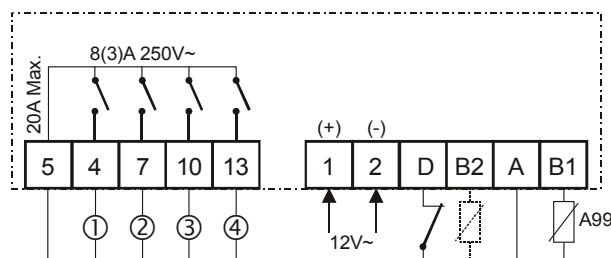 8(3)A 250V~
20A Max.
(+) (-)
5 4 7 10 13 1 2 D B2 A B1
① ② ③ ④
12V~
A99